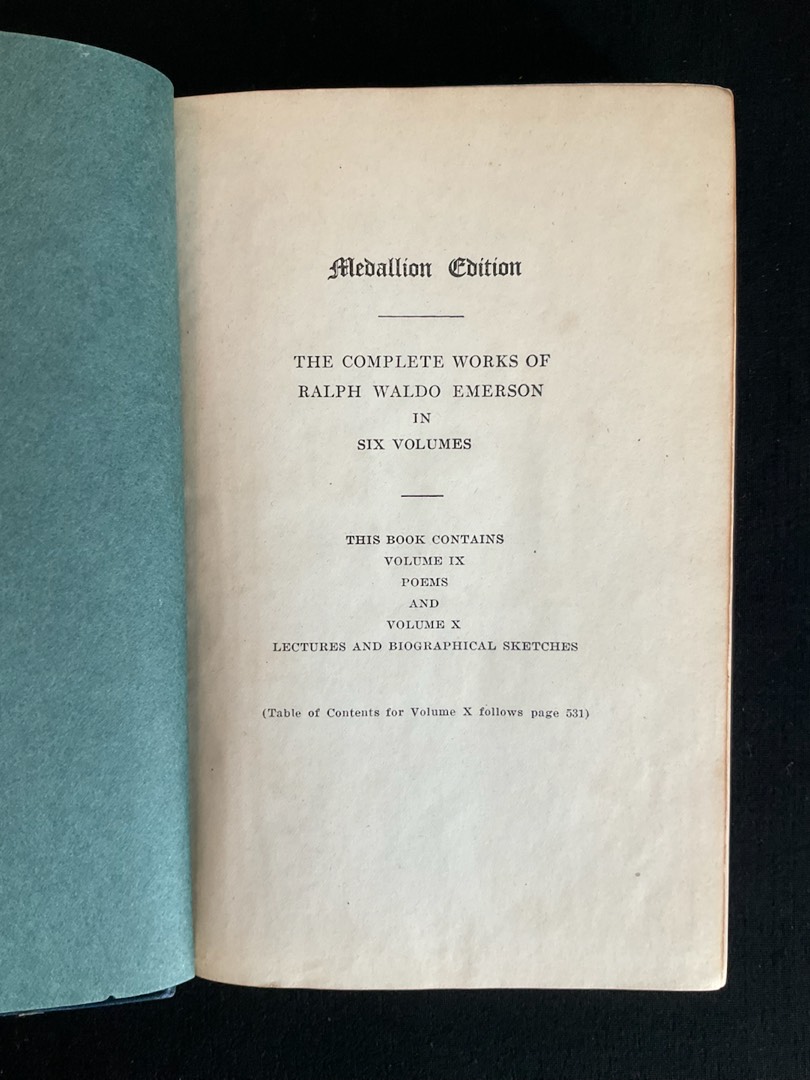 Medallion Edition
THE COMPLETE WORKS OF
RALPH WALDO EMERSON
IN
SIX VOLUMES
THIS BOOK CONTAINS
VOLUME IX
POEMS
AND
VOLUME X
LECTURES AND BIOGRAPHICAL SKETCHES
(Table of Contents for Volume X follows page 531)